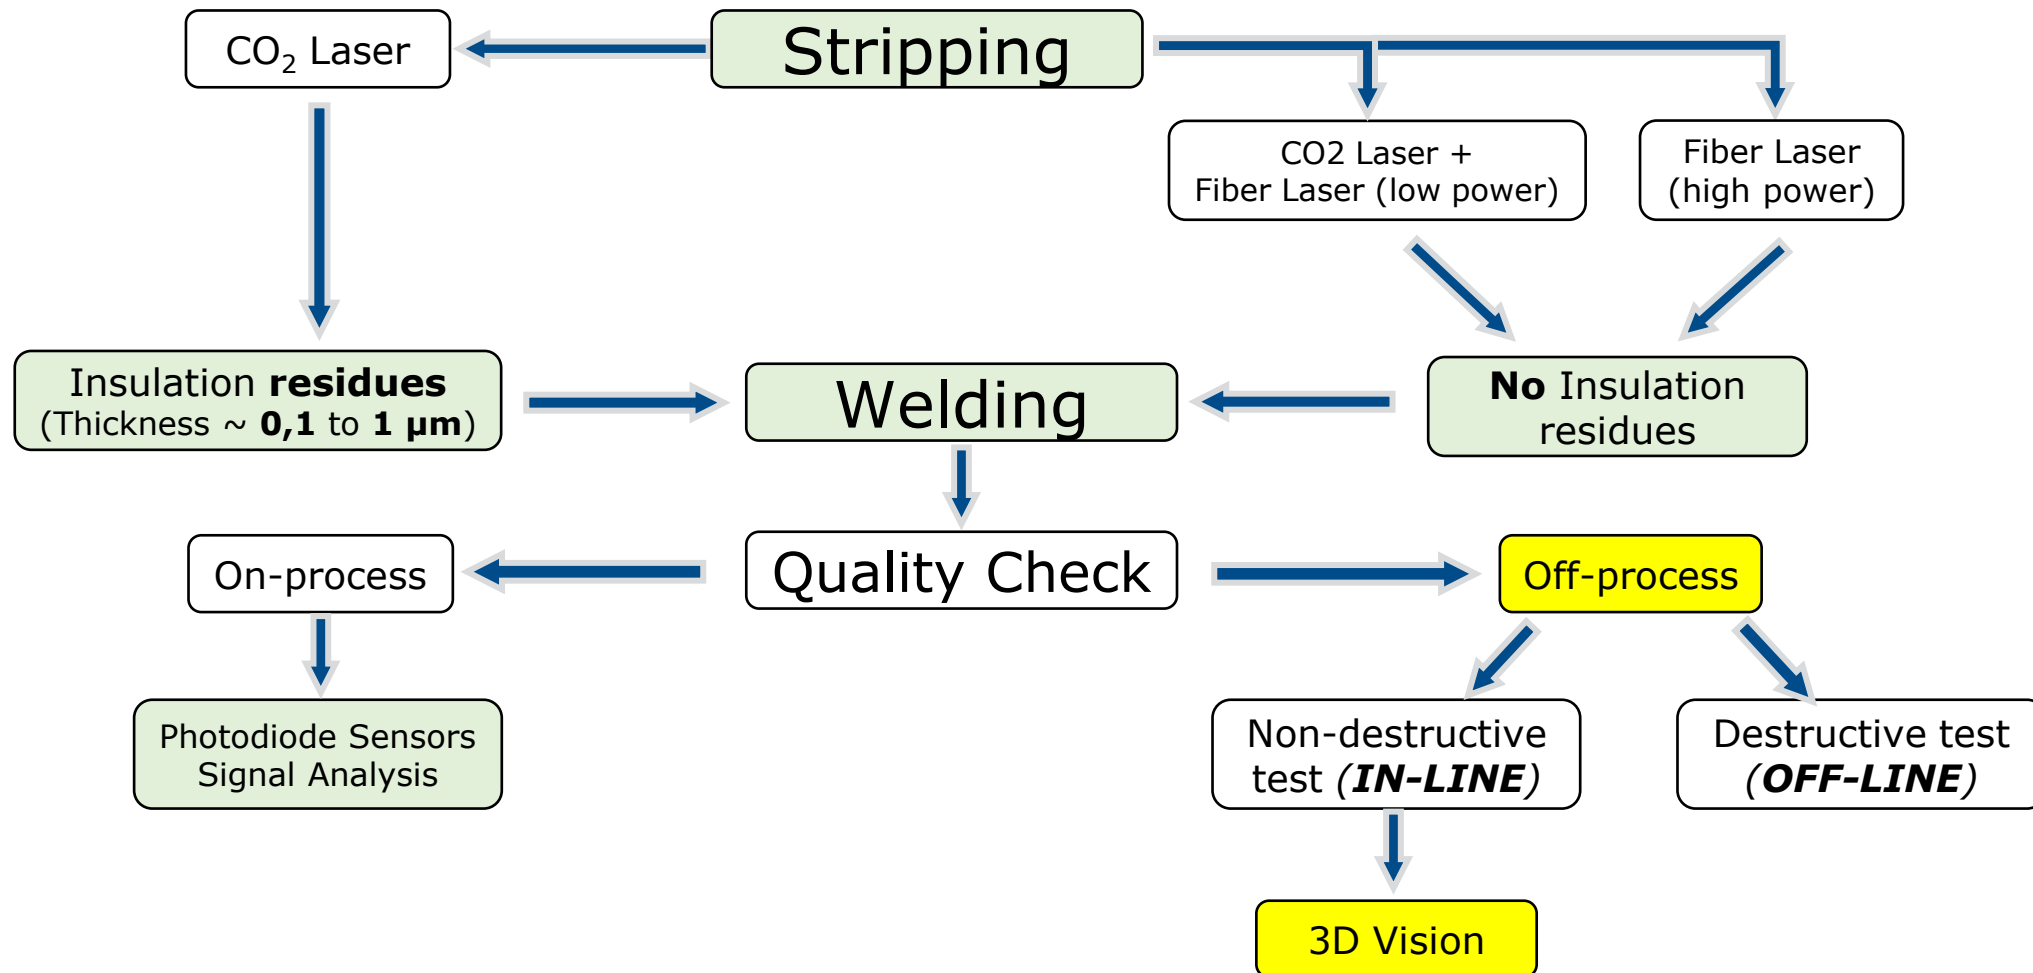 CO₂ Laser
Stripping
CO2 Laser +
Fiber Laser (low power)
Fiber Laser
(high power)
Insulation residues
(Thickness ~ 0,1 to 1 µm)
Welding
No Insulation
residues
On-process
Quality Check
Off-process
Photodiode Sensors
Signal Analysis
Non-destructive
test (IN-LINE)
Destructive test
(OFF-LINE)
3D Vision